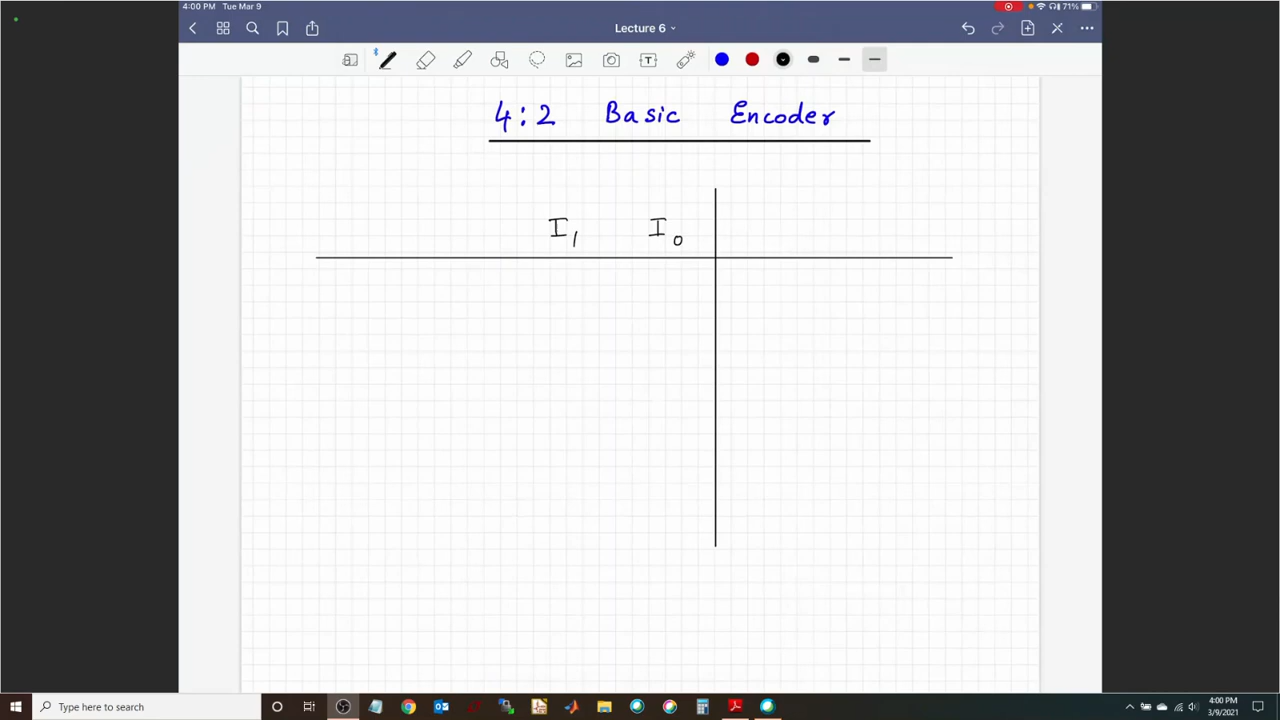 4:00 PM Tue Mar 9
71%
Lecture 6
4:2 Basic Encoder
I₁ I₀
Type here to search
4:00 PM
3/9/2021